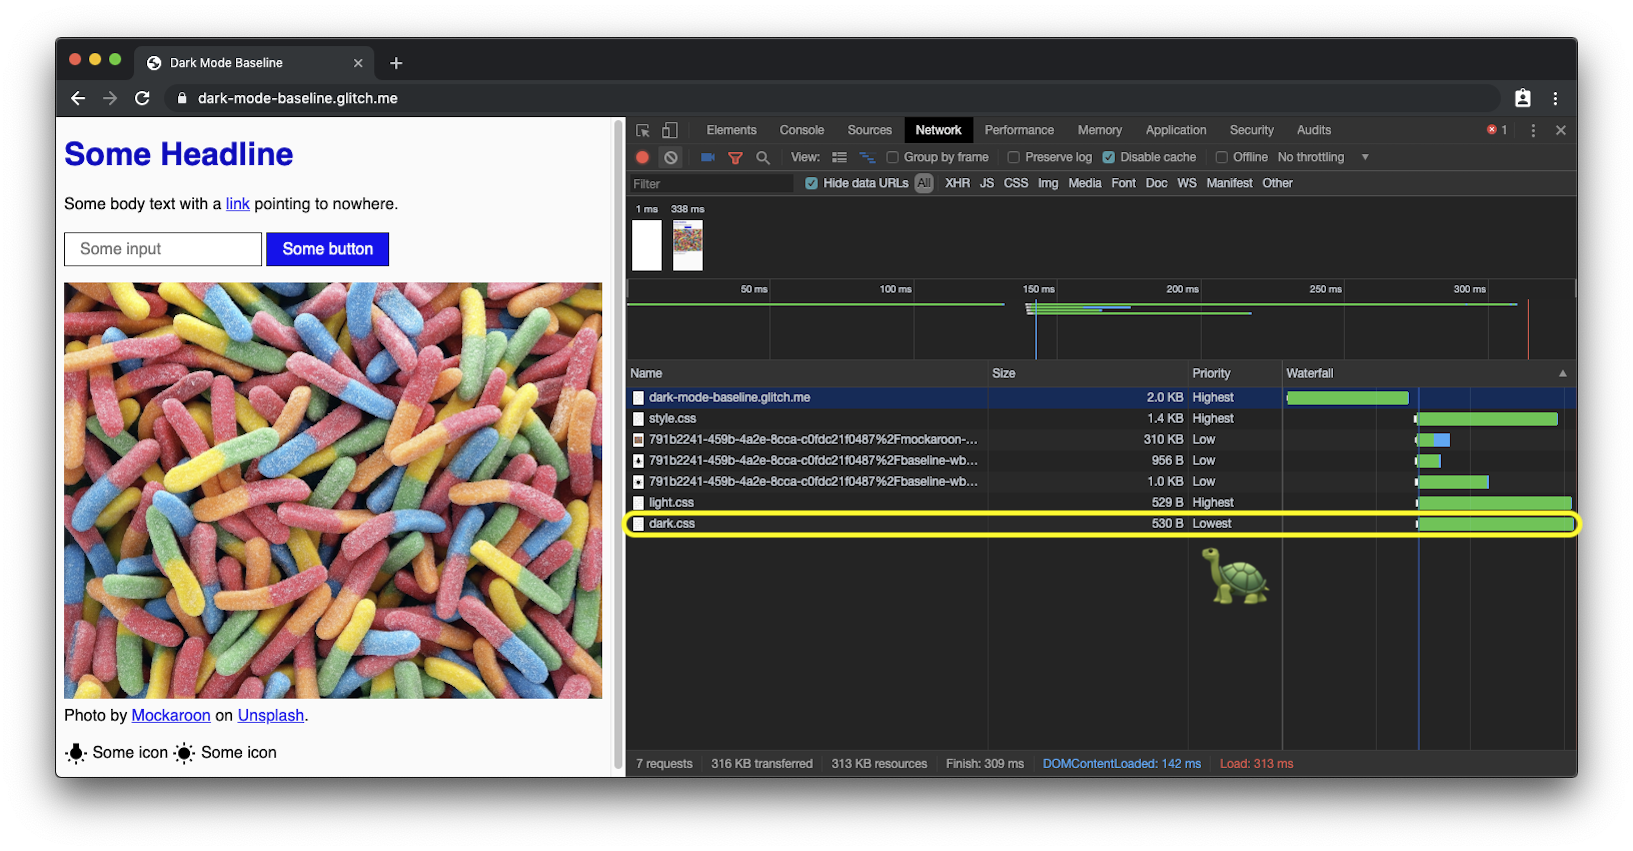 Dark Mode Baseline
dark-mode-baseline.glitch.me
Some Headline
Some body text with a link pointing to nowhere.
Some input Some button
Photo by Mockaroon on Unsplash.
Some icon Some icon
Elements Console Sources Network Performance Memory Application Security Audits 1
View: Group by frame Preserve log Disable cache Offline No throttling
Filter Hide data URLs All XHR JS CSS Img Media Font Doc WS Manifest Other
1 ms 338 ms
50 ms 100 ms 150 ms 200 ms 250 ms 300 ms
Name Size Priority Waterfall
dark-mode-baseline.glitch.me 2.0 KB Highest
style.css 1.4 KB Highest
791b2241-459b-4a2e-8cca-c0fdc21f0487%2Fmockaroon-... 310 KB Low
791b2241-459b-4a2e-8cca-c0fdc21f0487%2Fbaseline-wb... 956 B Low
791b2241-459b-4a2e-8cca-c0fdc21f0487%2Fbaseline-wb... 1.0 KB Low
light.css 529 B Highest
dark.css 530 B Lowest
7 requests 316 KB transferred 313 KB resources Finish: 309 ms DOMContentLoaded: 142 ms Load: 313 ms